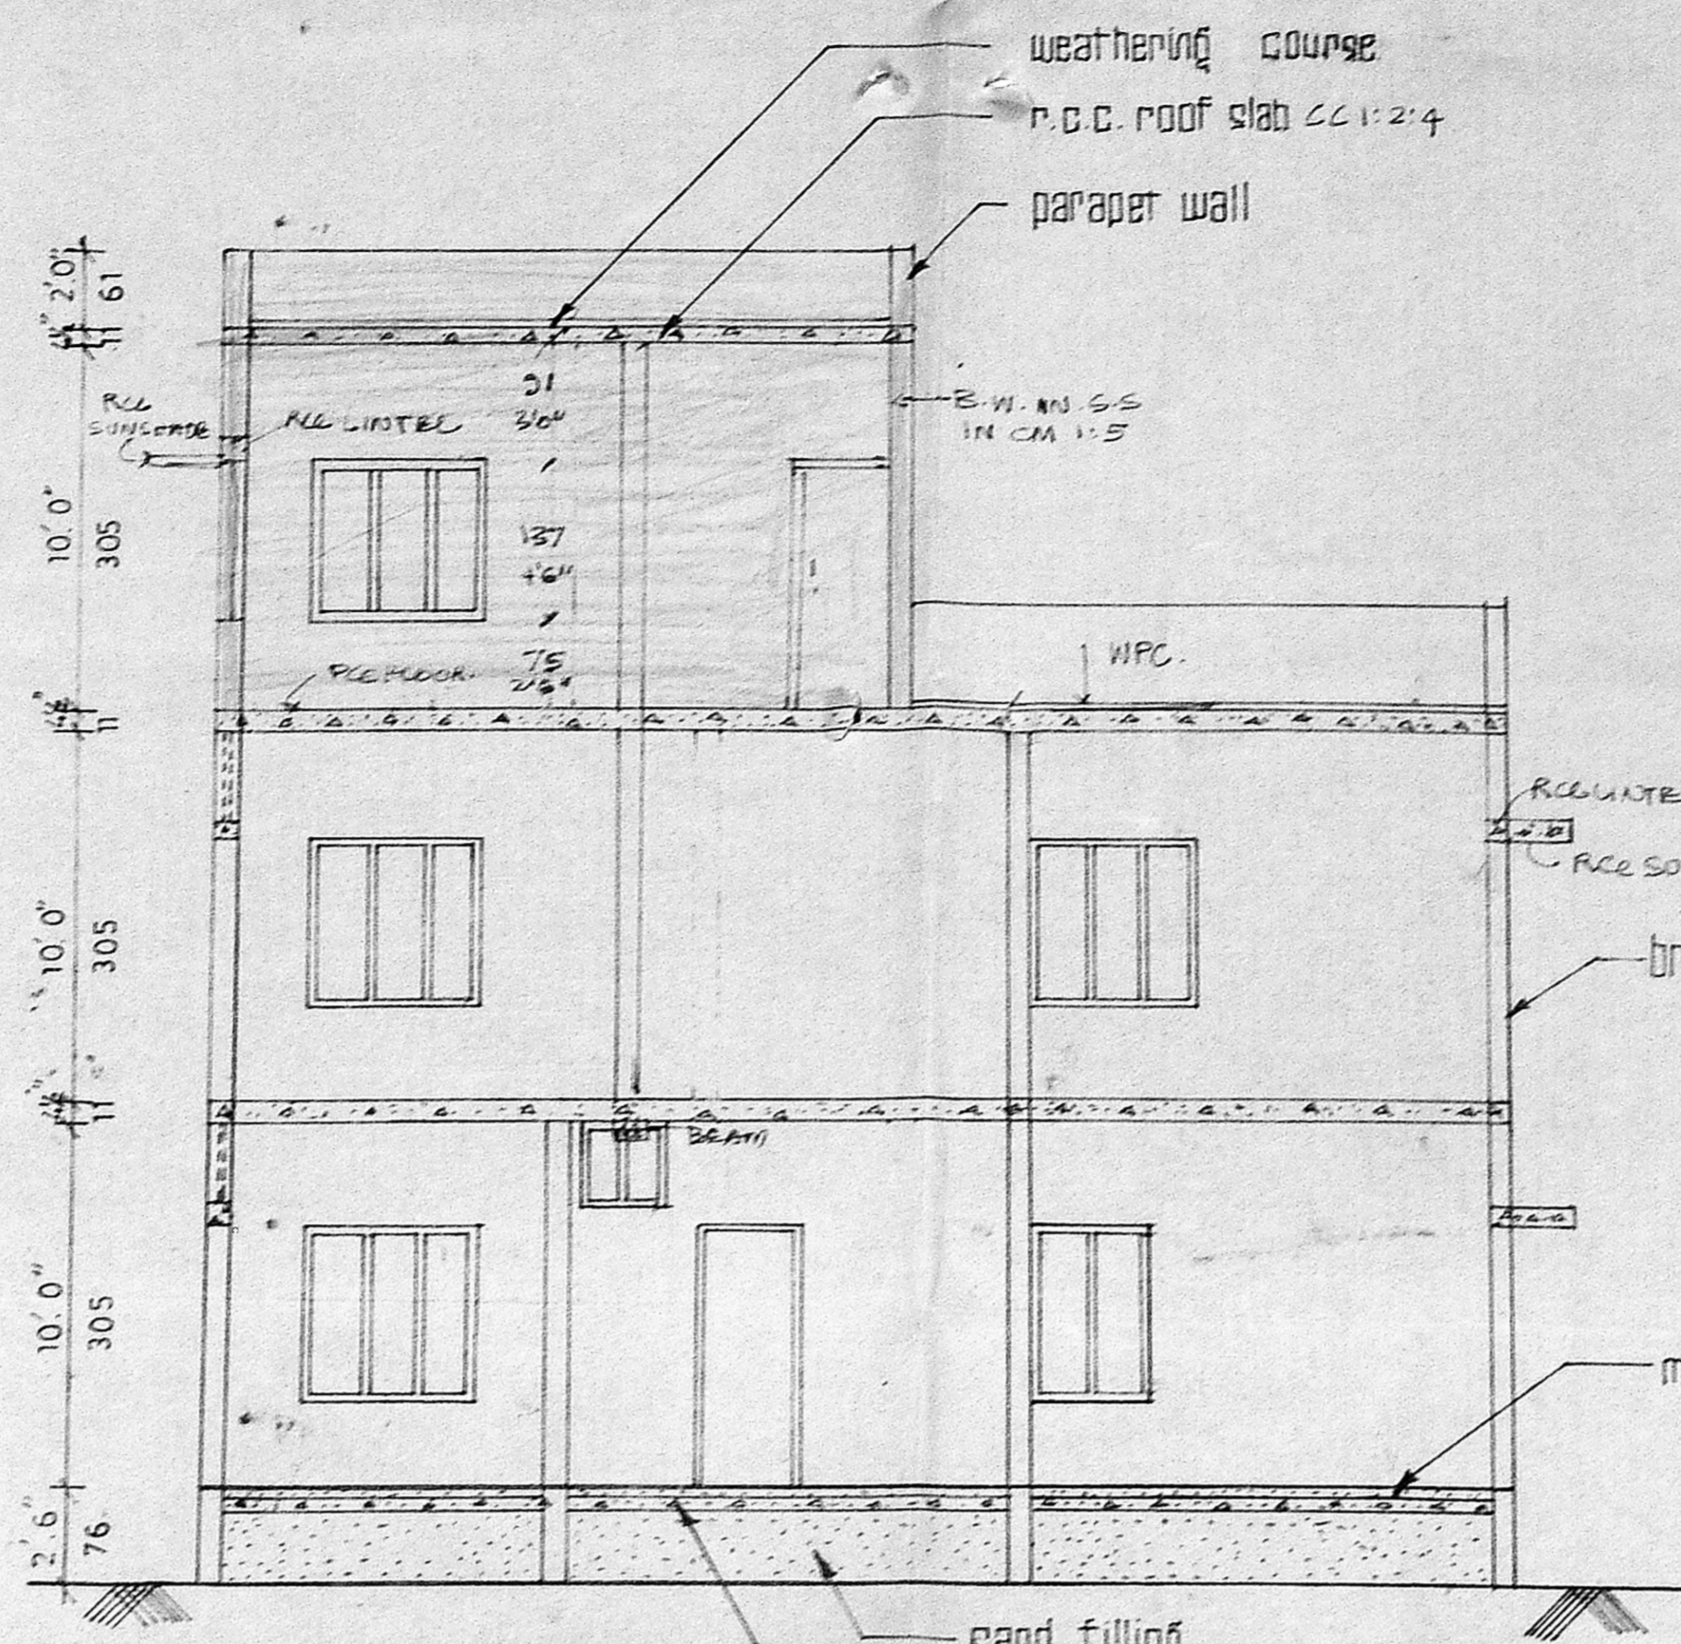 weathering course
r.c.c. roof slab CC 1:2:4
parapet wall
2'.0"
61
RCC
SUNSHADE
RCC LINTEL
91
3'0"
B.W. IN S.S
IN CM 1:5
10'.0"
305
137
4'6"
75
2'6"
RCC FLOOR.
WPC.
11
RCC LINTE
RCC SU
10'.0"
305
br
11
BEAM
10'.0"
305
m
2'6"
76
sand filling